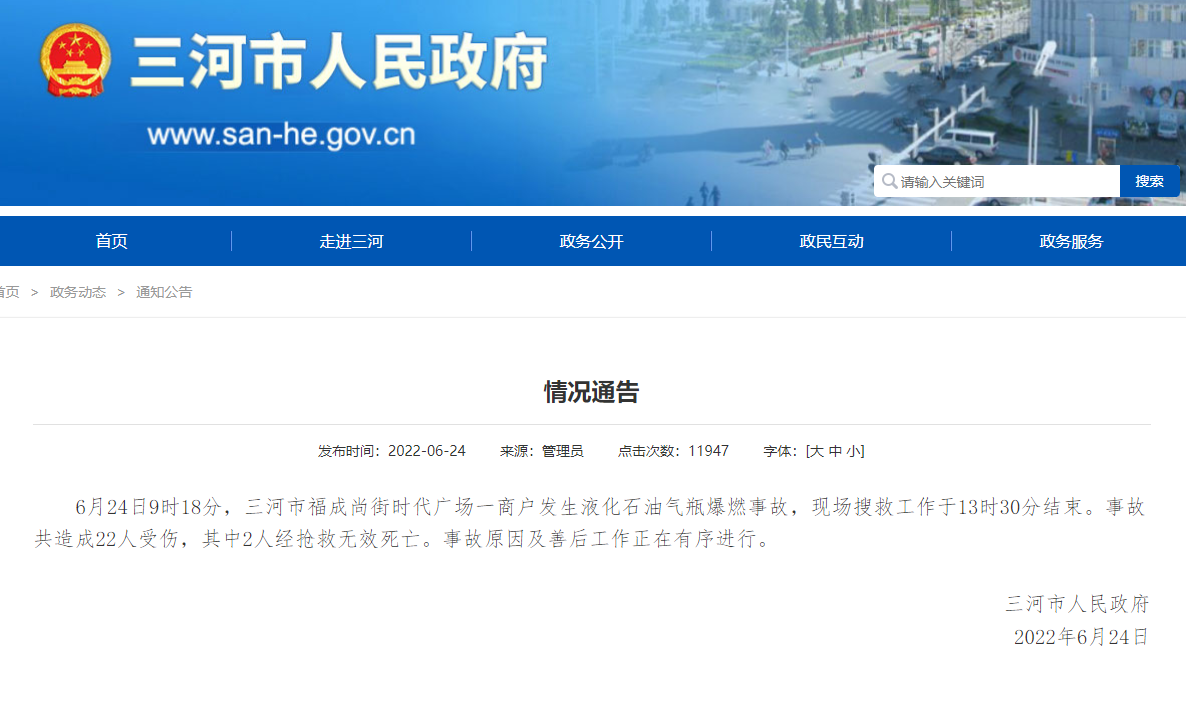 三河市人民政府
www.san-he.gov.cn
请输入关键词 搜索
首页 走进三河 政务公开 政民互动 政务服务
首页 > 政务动态 > 通知公告
情况通告
发布时间：2022-06-24 来源：管理员 点击次数：11947 字体：[大 中 小]
6月24日9时18分，三河市福成尚街时代广场一商户发生液化石油气瓶爆燃事故，现场搜救工作于13时30分结束。事故
共造成22人受伤，其中2人经抢救无效死亡。事故原因及善后工作正在有序进行。
三河市人民政府
2022年6月24日